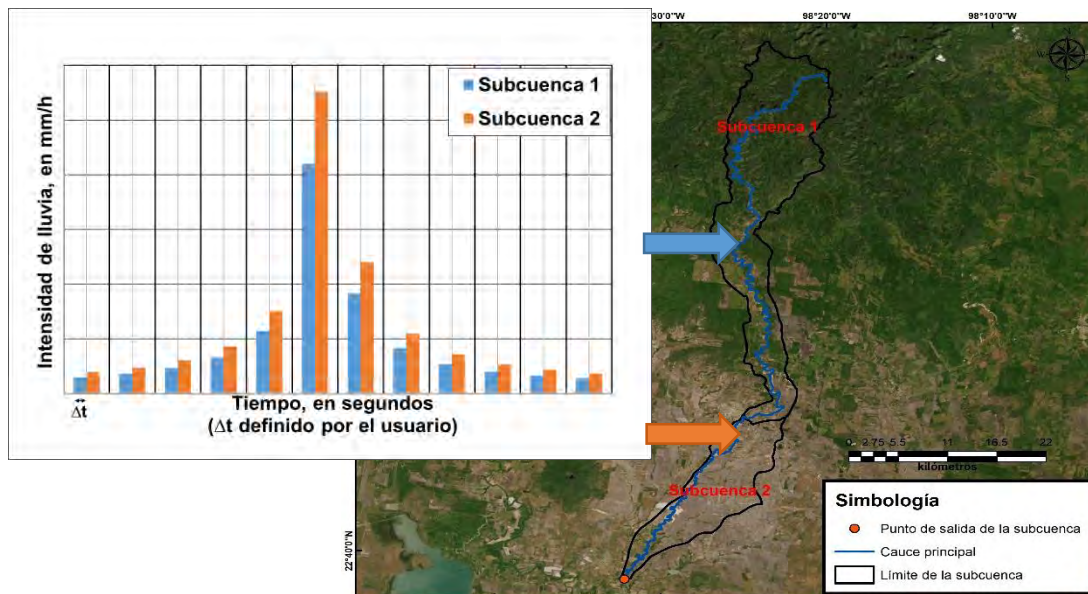 Intensidad de lluvia, en mm/h
Subcuenca 1
Subcuenca 2
Δt
Tiempo, en segundos
(Δt definido por el usuario)
98°20'0"W
98°10'0"W
N
Subcuenca 1
Subcuenca 2
22°40'0"N
0 2.75 5.5 11 16.5 22
kilómetros
Simbología
Punto de salida de la subcuenca
Cauce principal
Límite de la subcuenca